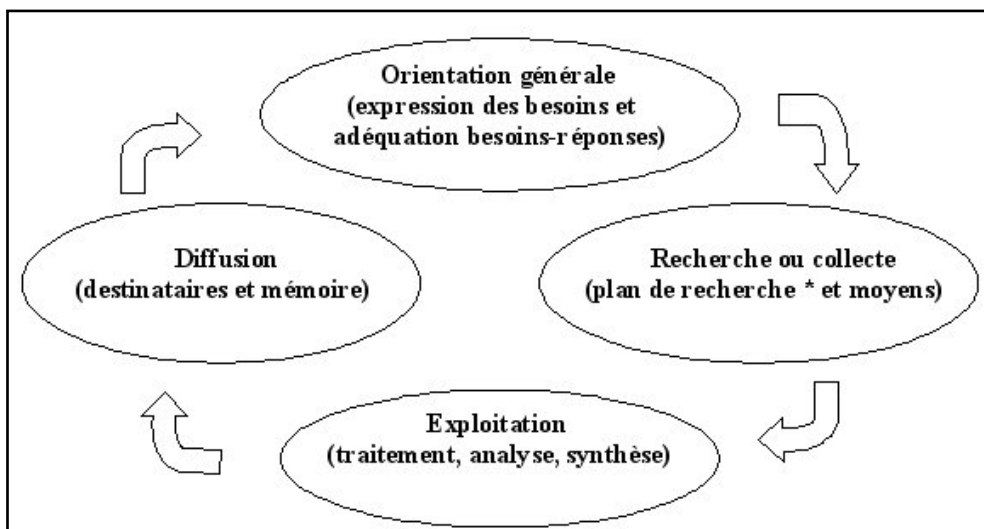 Orientation générale
(expression des besoins et
adéquation besoins-réponses)
Recherche ou collecte
(plan de recherche * et moyens)
Exploitation
(traitement, analyse, synthèse)
Diffusion
(destinataires et mémoire)